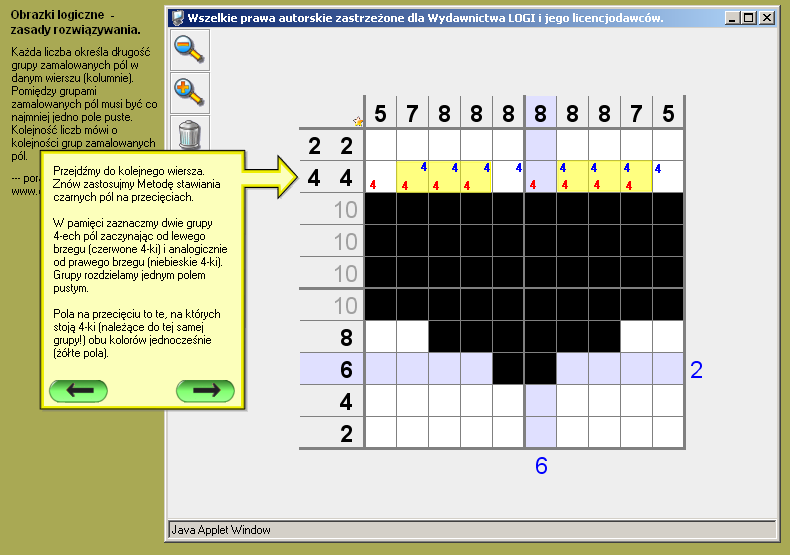 Obrazki logiczne -
zasady rozwiązywania.
Każda liczba określa długość
grupy zamalowanych pól w
danym wierszu (kolumnie).
Pomiędzy grupami
zamalowanych pól musi być co
najmniej jedno pole puste.
Kolejność liczb mówi o
kolejności grup zamalowanych
pól.
Wszelkie prawa autorskie zastrzeżone dla Wydawnictwa LOGI i jego licencjodawców.
Przejdźmy do kolejnego wiersza.
Znów zastosujmy Metodę stawiania
czarnych pól na przecięciach.
W pamięci zaznaczmy dwie grupy
4-ech pól zaczynając od lewego
brzegu (czerwone 4-ki) i analogicznie
od prawego brzegu (niebieskie 4-ki).
Grupy rozdzielamy jednym polem
pustym.
Pola na przecięciu to te, na których
stoją 4-ki (należące do tej samej
grupy!) obu kolorów jednocześnie
(żółte pola).
5 7 8 8 8 8 8 8 7 5
2 2
4 4
4 4 4 4 4 4 4 4
4 4 4 4 4 4 4 4
10
10
10
10
8
6 2
4
2
6
Java Applet Window